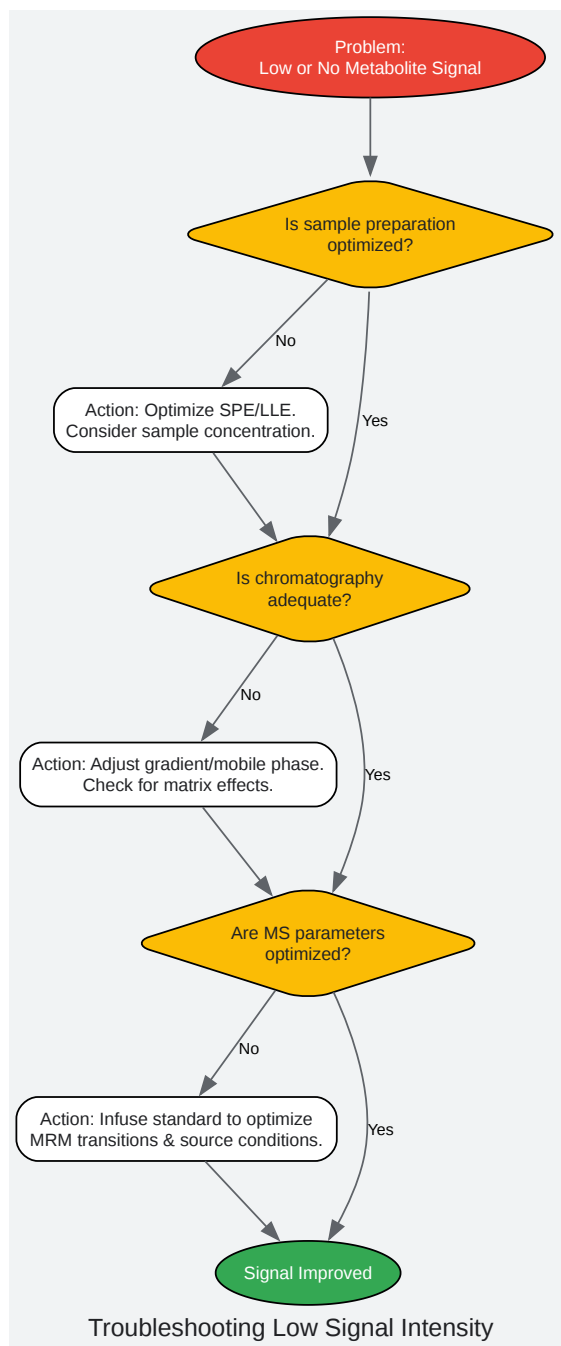 Problem:
Low or No Metabolite Signal
Is sample preparation
optimized?
No
Yes
Action: Optimize SPE/LLE.
Consider sample concentration.
Is chromatography
adequate?
No
Yes
Action: Adjust gradient/mobile phase.
Check for matrix effects.
Are MS parameters
optimized?
No
Yes
Action: Infuse standard to optimize
MRM transitions & source conditions.
Signal Improved
Troubleshooting Low Signal Intensity